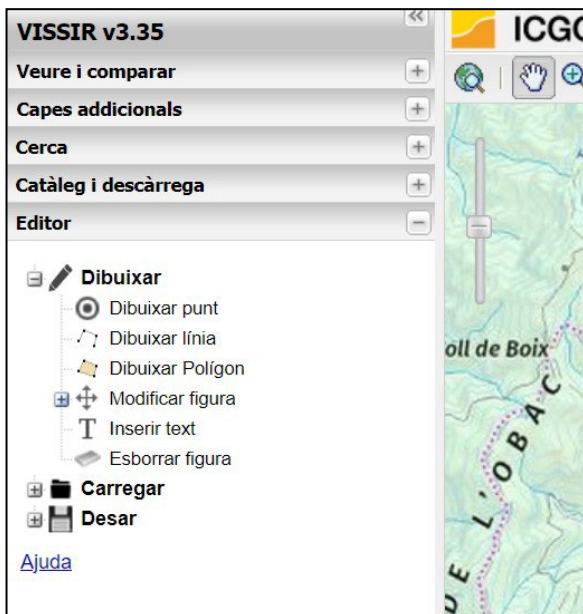 VISSIR v3.35
ICGC
Veure i comparar
Capes addicionals
Cerca
Catàleg i descàrrega
Editor
Dibuixar
Dibuixar punt
Dibuixar línia
Dibuixar Polígon
Modificar figura
Inserir text
Esborrar figura
Carregar
Desar
Ajuda
oll de Boix
DE L'OBAC